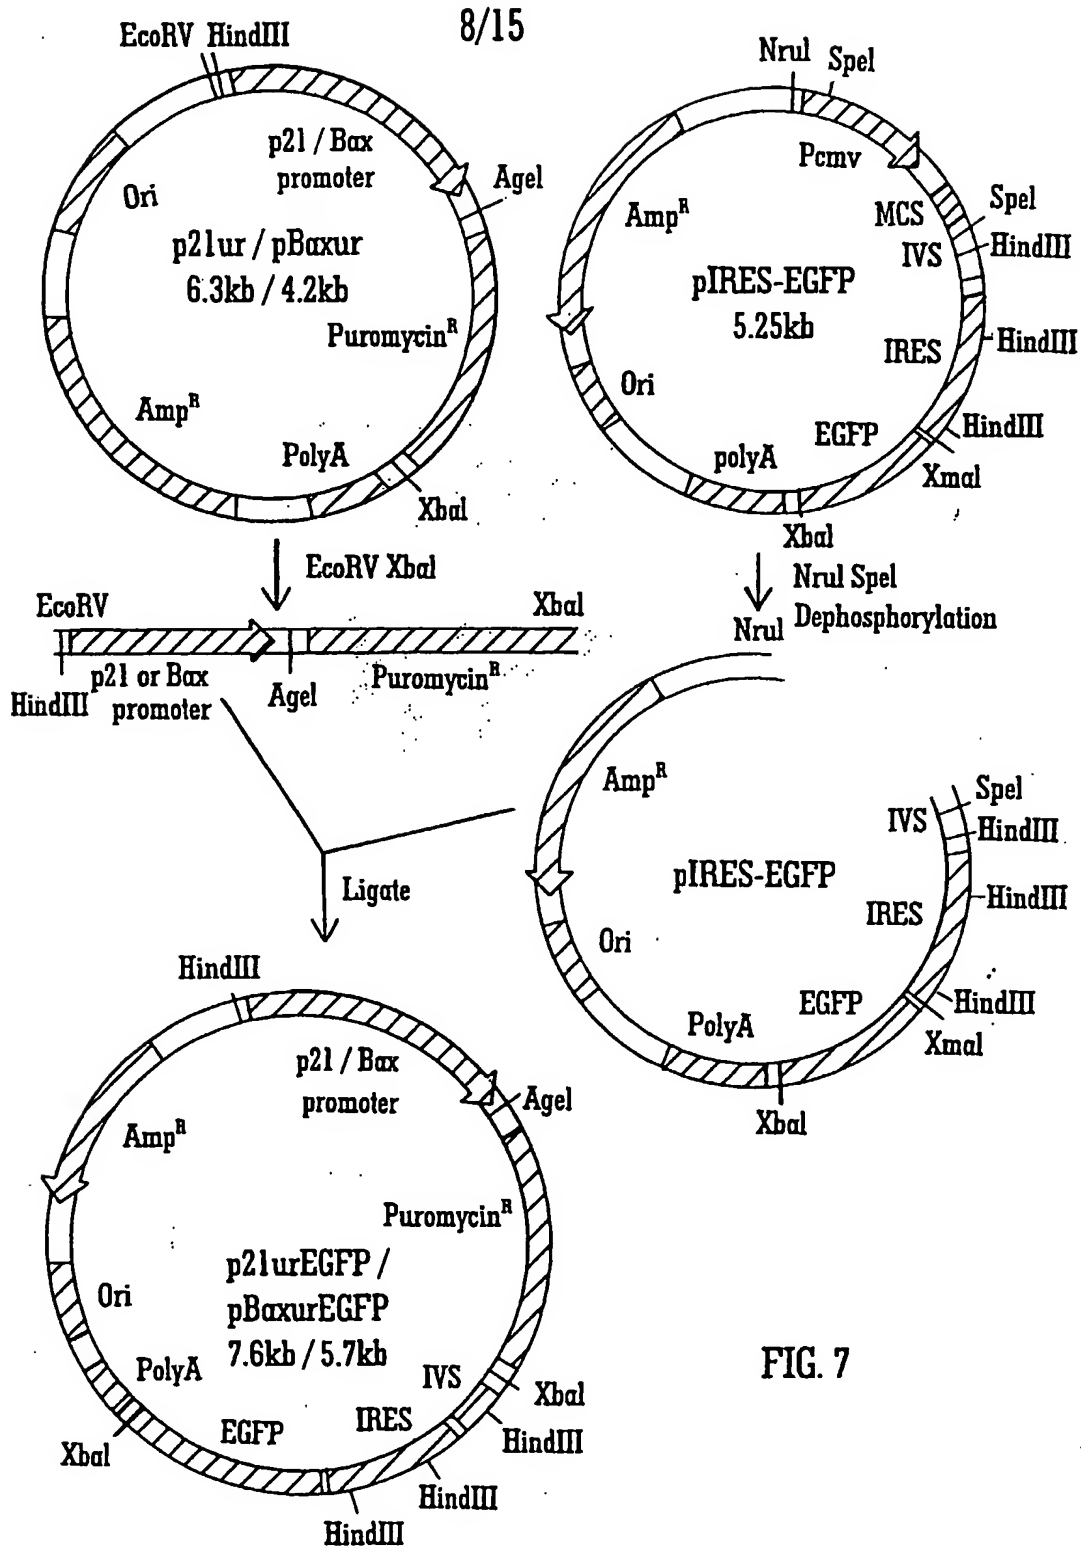 8/15
EcoRV HindIII
p21 / Bax
promoter
AgeI
Ori
p21ur / pBaxur
6.3kb / 4.2kb
Puromycin^R
Amp^R
PolyA
XbaI
NruI
SpeI
Pcmv
Amp^R
MCS
SpeI
IVS
HindIII
pIRES-EGFP
5.25kb
IRES
HindIII
Ori
EGFP
HindIII
polyA
XmaI
XbaI
EcoRV XbaI
NruI SpeI
Dephosphorylation
EcoRV
XbaI
HindIII
p21 or Bax
promoter
AgeI
Puromycin^R
NruI
Amp^R
SpeI
IVS
HindIII
pIRES-EGFP
HindIII
IRES
Ori
EGFP
HindIII
PolyA
XmaI
XbaI
Ligate
HindIII
p21 / Bax
promoter
AgeI
Amp^R
Puromycin^R
p21urEGFP /
pBaxurEGFP
7.6kb / 5.7kb
Ori
PolyA
IVS
XbaI
EGFP
IRES
HindIII
XbaI
HindIII
HindIII
FIG. 7